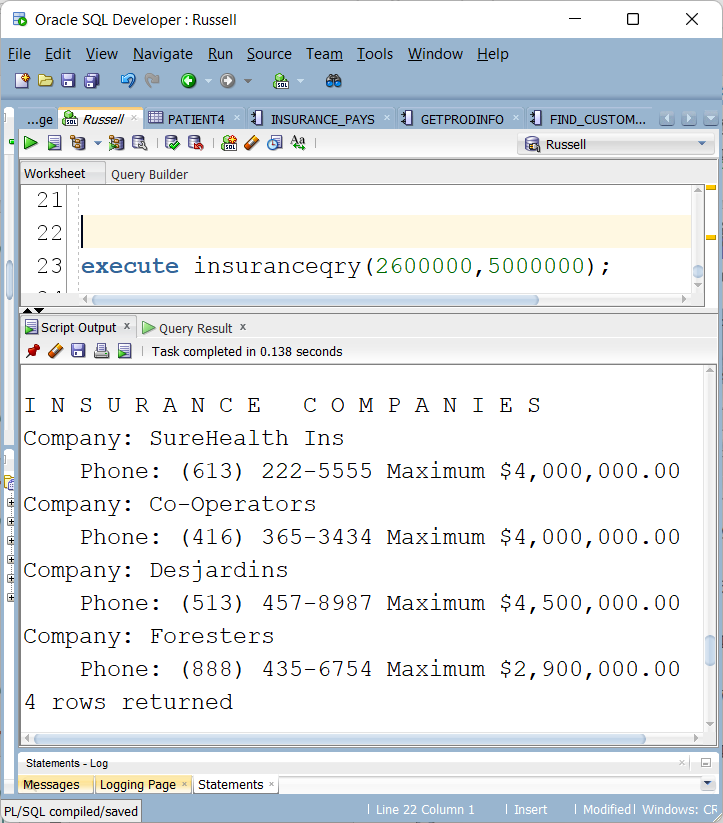 Oracle SQL Developer : Russell
File Edit View Navigate Run Source Team Tools Window Help
...ge Russell PATIENT4 INSURANCE_PAYS GETPRODINFO FIND_CUSTOM...
Russell
Worksheet Query Builder
21
22
23 execute insuranceqry(2600000,5000000);
Script Output x Query Result x
Task completed in 0.138 seconds
I N S U R A N C E   C O M P A N I E S
Company: SureHealth Ins
Phone: (613) 222-5555 Maximum $4,000,000.00
Company: Co-Operators
Phone: (416) 365-3434 Maximum $4,000,000.00
Company: Desjardins
Phone: (513) 457-8987 Maximum $4,500,000.00
Company: Foresters
Phone: (888) 435-6754 Maximum $2,900,000.00
4 rows returned
Statements - Log
Messages Logging Page Statements
PL/SQL compiled/saved Line 22 Column 1 Insert Modified Windows: CR